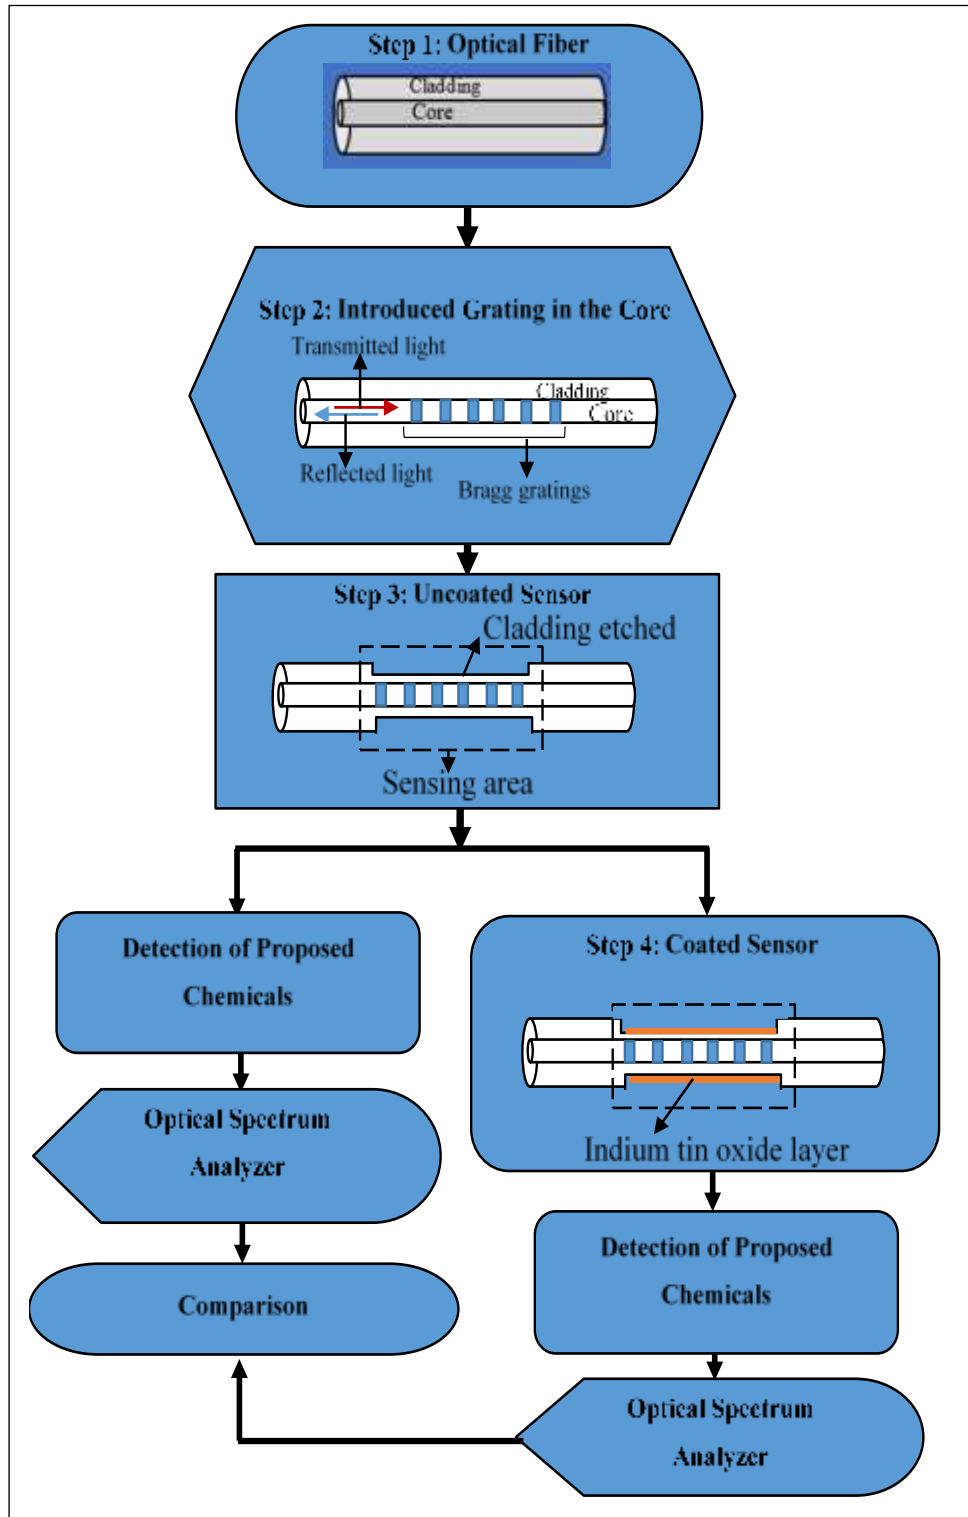 Step 1: Optical Fiber
Cladding
Core
Step 2: Introduced Grating in the Core
Transmitted light
Cladding
Core
Reflected light
Bragg gratings
Step 3: Uncoated Sensor
Cladding etched
Sensing area
Detection of Proposed
Chemicals
Optical Spectrum
Analyzer
Comparison
Step 4: Coated Sensor
Indium tin oxide layer
Detection of Proposed
Chemicals
Optical Spectrum
Analyzer